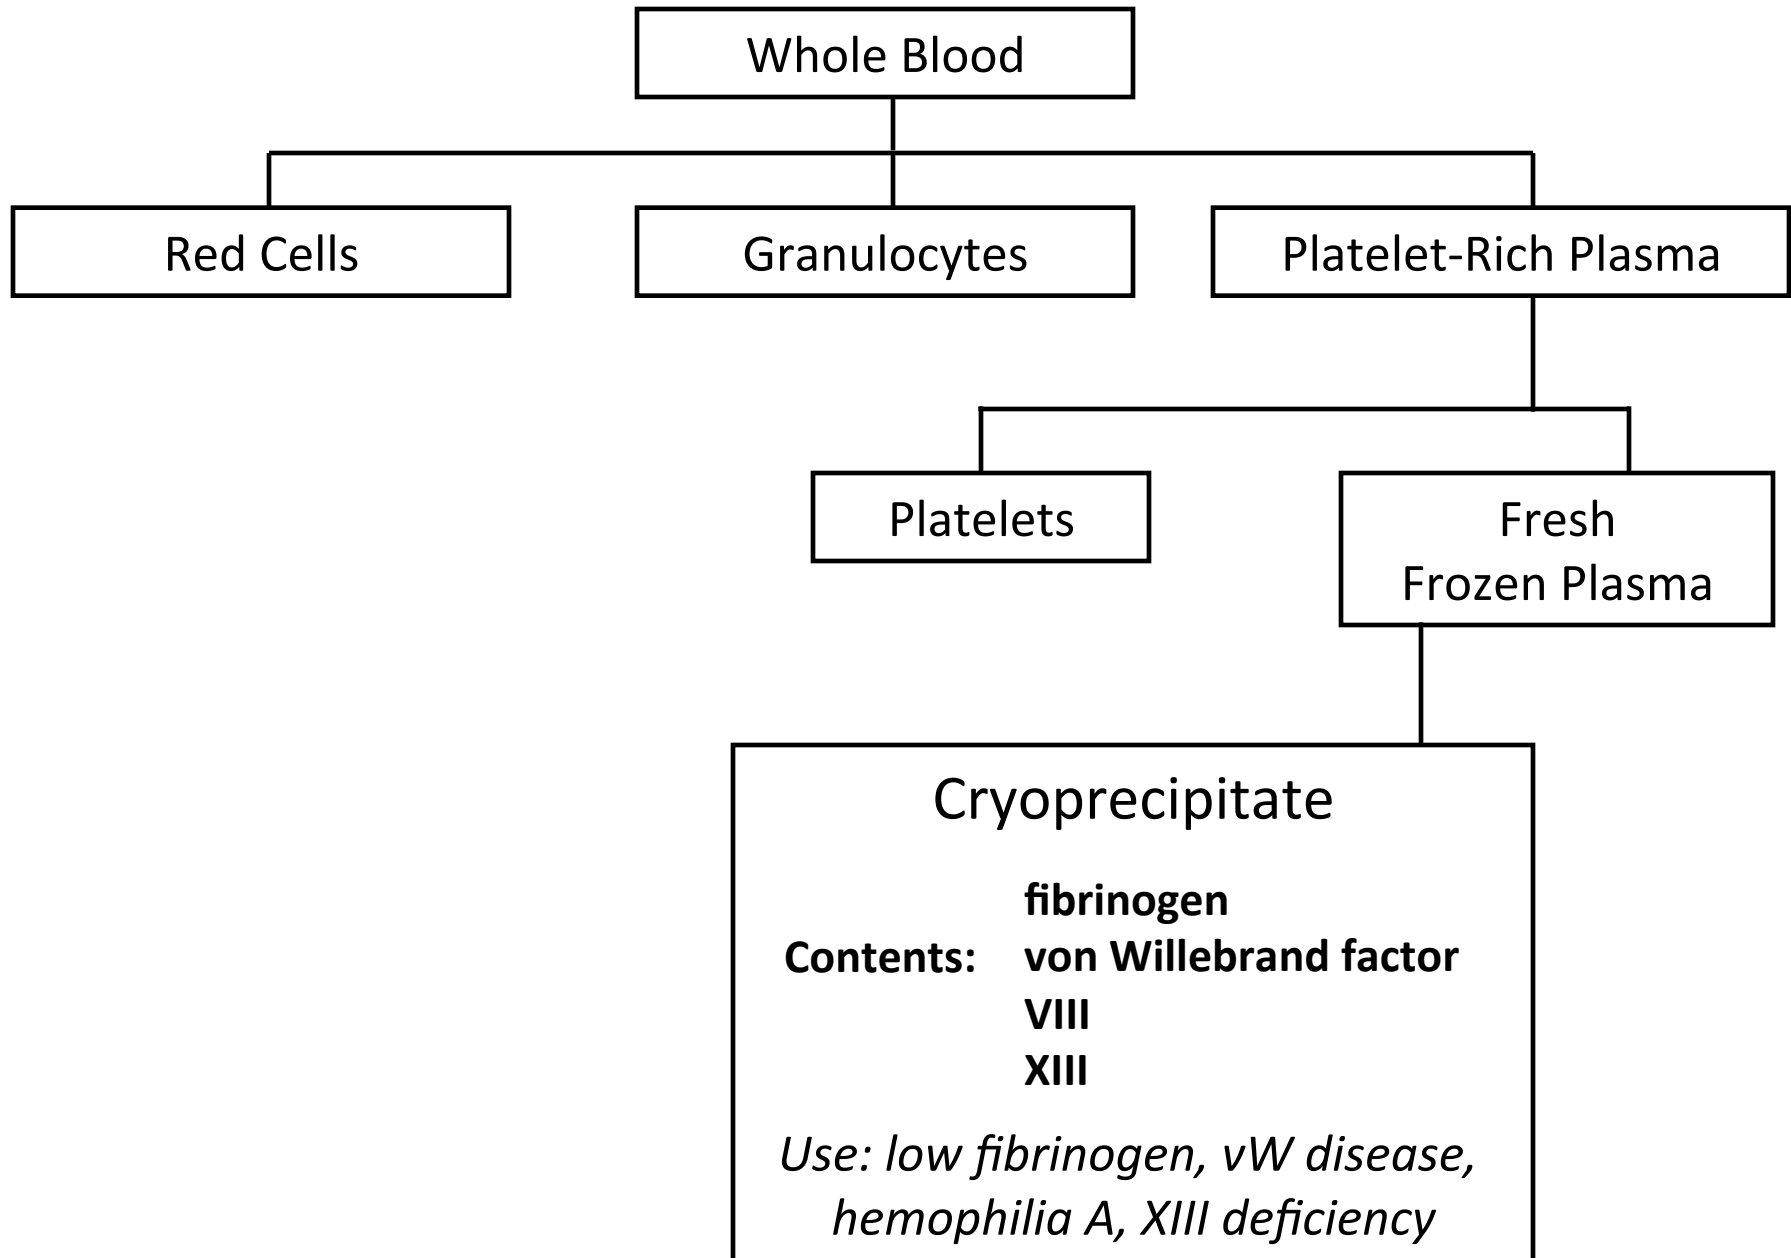 Whole Blood
Red Cells
Granulocytes
Platelet-Rich Plasma
Platelets
Fresh
Frozen Plasma
Cryoprecipitate
fibrinogen
Contents: von Willebrand factor
VIII
XIII
Use: low fibrinogen, vW disease,
hemophilia A, XIII deficiency